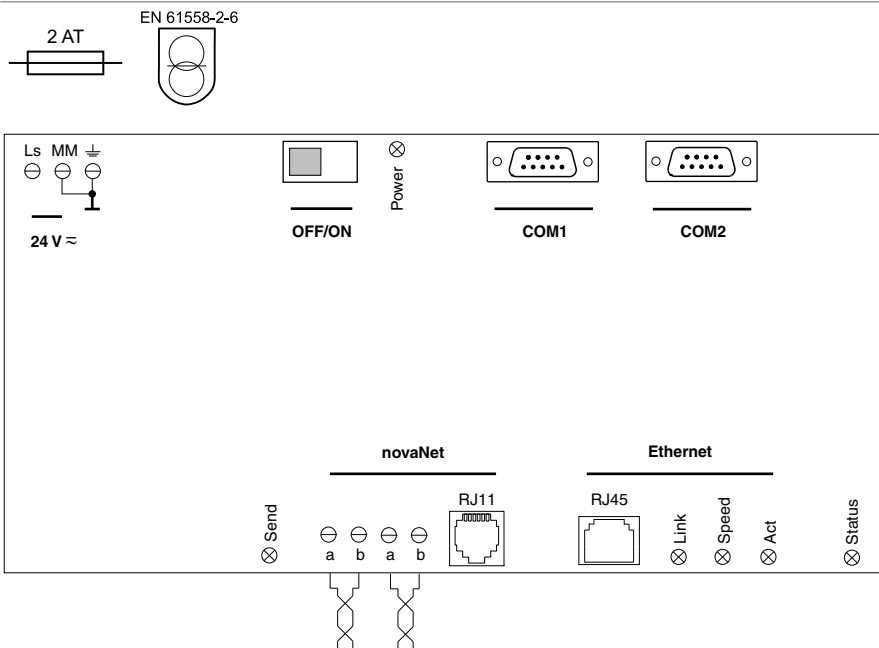 EN 61558-2-6
2 AT
Ls MM
24 V
Power
OFF/ON
COM1
COM2
novaNet
Ethernet
RJ11
RJ45
Send
a b a b
Link
Speed
Act
Status